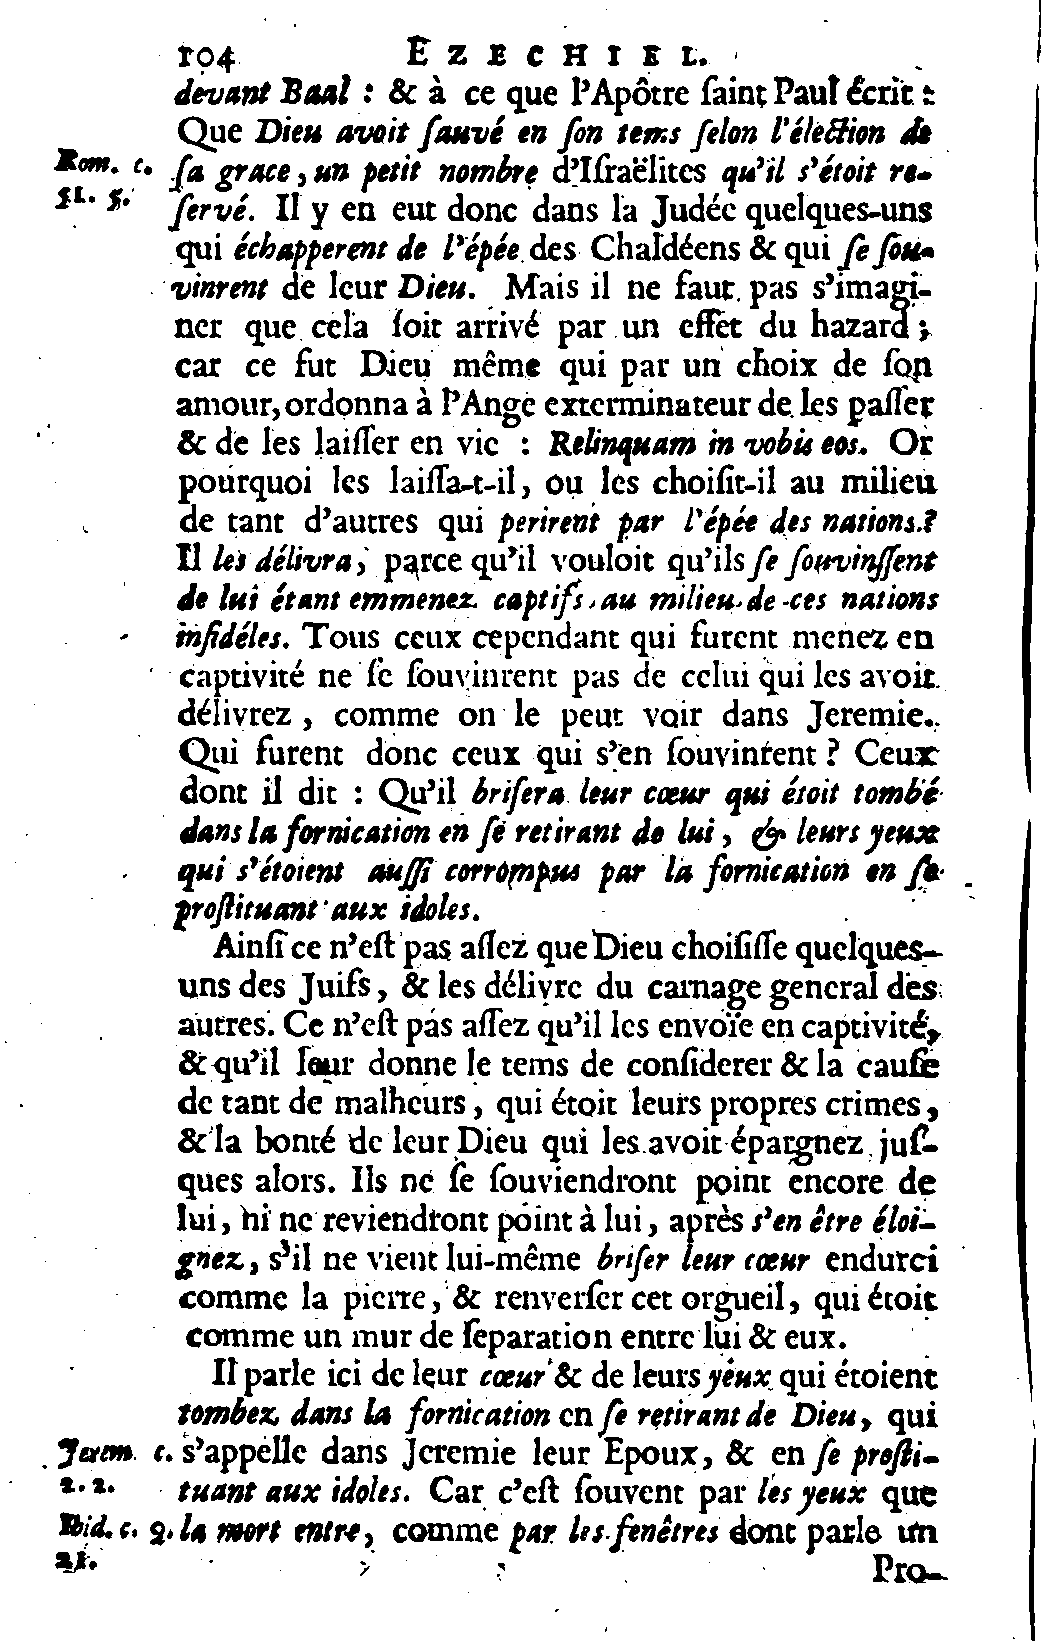 104 EZECHIEL.
devant Baal : & à ce que l'Apôtre ſaint Paul écrit :
Que Dieu avoit ſauvé en ſon tems ſelon l'élection de
Rom. c. ſa grace, un petit nombre d'Iſraëlites qu'il s'étoit re-
11. 5. ſervé. Il y en eut donc dans la Judée quelques-uns
qui échapperent de l'épée des Chaldéens & qui ſe ſou-
vinrent de leur Dieu. Mais il ne faut pas s'imagi-
ner que cela ſoit arrivé par un effet du hazard ;
car ce fut Dieu même qui par un choix de ſon
amour, ordonna à l'Ange exterminateur de les paſſer
& de les laiſſer en vie : Relinquam in vobis eos. Or
pourquoi les laiſſa-t-il, ou les choiſit-il au milieu
de tant d'autres qui perirent par l'épée des nations ?
Il les délivra, parce qu'il vouloit qu'ils ſe ſouvinſſent
de lui étant emmenez captifs au milieu de ces nations
infidéles. Tous ceux cependant qui furent menez en
captivité ne ſe ſouvinrent pas de celui qui les avoit
délivrez, comme on le peut voir dans Jeremie.
Qui furent donc ceux qui s'en ſouvinrent ? Ceux
dont il dit : Qu'il briſera leur cœur qui étoit tombé
dans la fornication en ſe retirant de lui, & leurs yeux
qui s'étoient auſſi corrompus par la fornication en ſe
proſtituant aux idoles.
Ainſi ce n'eſt pas aſſez que Dieu choiſiſſe quelques-
uns des Juifs, & les délivre du carnage general des
autres. Ce n'eſt pas aſſez qu'il les envoïe en captivité,
& qu'il leur donne le tems de conſiderer & la cauſe
de tant de malheurs, qui étoit leurs propres crimes,
& la bonté de leur Dieu qui les avoit épargnez juſ-
ques alors. Ils ne ſe ſouviendront point encore de
lui, ni ne reviendront point à lui, après s'en être éloi-
gnez, s'il ne vient lui-même briſer leur cœur endurci
comme la pierre, & renverſer cet orgueil, qui étoit
comme un mur de ſeparation entre lui & eux.
Il parle ici de leur cœur & de leurs yeux qui étoient
tombez dans la fornication en ſe retirant de Dieu, qui
Jerem. c. s'appelle dans Jeremie leur Epoux, & en ſe proſti-
2. 2. tuant aux idoles. Car c'eſt ſouvent par les yeux que
Ibid. c. 9. la mort entre, comme par les fenêtres dont parle un
21. Pro-